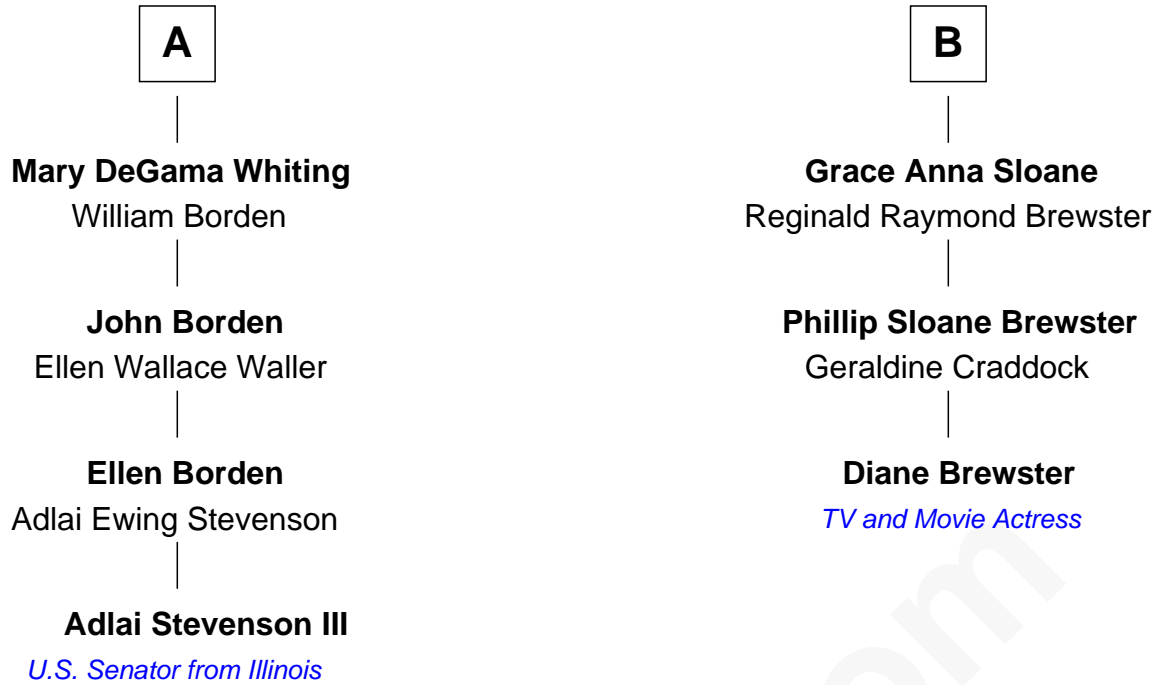 A
Mary DeGama Whiting
William Borden
John Borden
Ellen Wallace Waller
Ellen Borden
Adlai Ewing Stevenson
Adlai Stevenson III
U.S. Senator from Illinois
B
Grace Anna Sloane
Reginald Raymond Brewster
Phillip Sloane Brewster
Geraldine Craddock
Diane Brewster
TV and Movie Actress
om